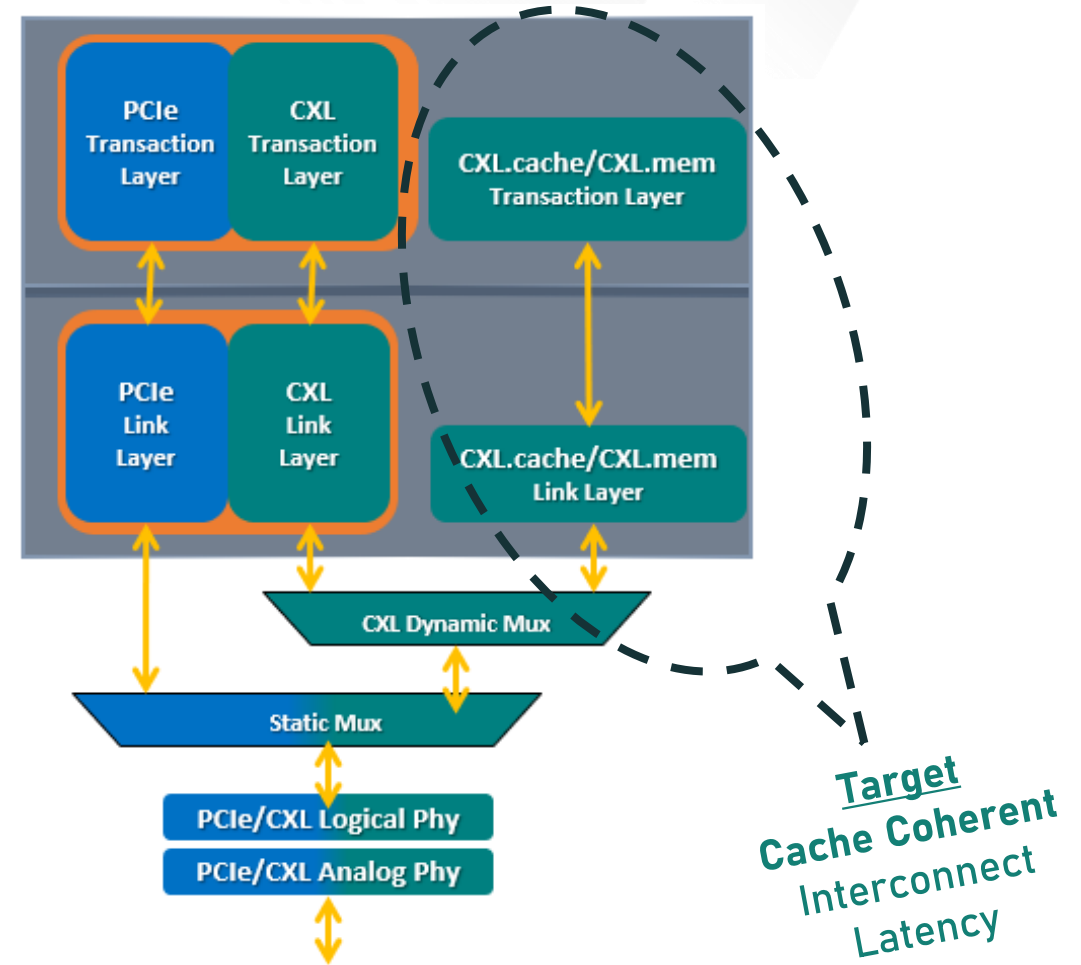 PCIe
Transaction
Layer
CXL
Transaction
Layer
CXL.cache/CXL.mem
Transaction Layer
PCIe
Link
Layer
CXL
Link
Layer
CXL.cache/CXL.mem
Link Layer
CXL Dynamic Mux
Static Mux
PCIe/CXL Logical Phy
PCIe/CXL Analog Phy
Target
Cache Coherent
Interconnect
Latency